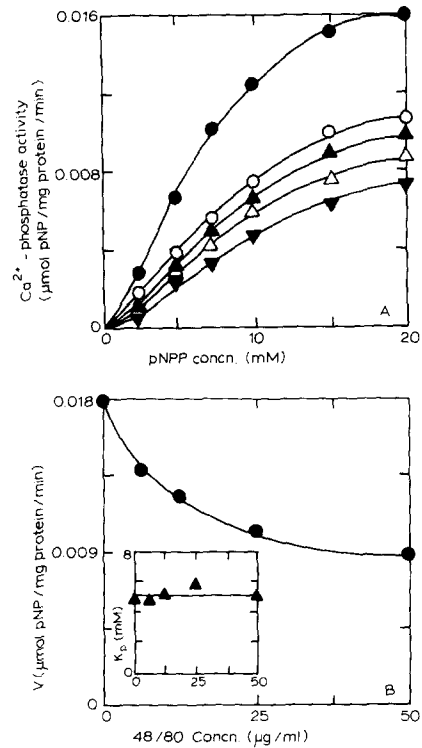 0.016
0.008
0
Ca2+ - phosphatase activity
(µmol pNP/mg protein/min)
0 5 10 15 20
A
pNPP concn. (mM)
0.018
0.009
0
V (µmol pNP/mg protein/min)
8
0
Kp (mM)
0 25 50
B
0 25 50
48/80 Concn. (µg/ml)